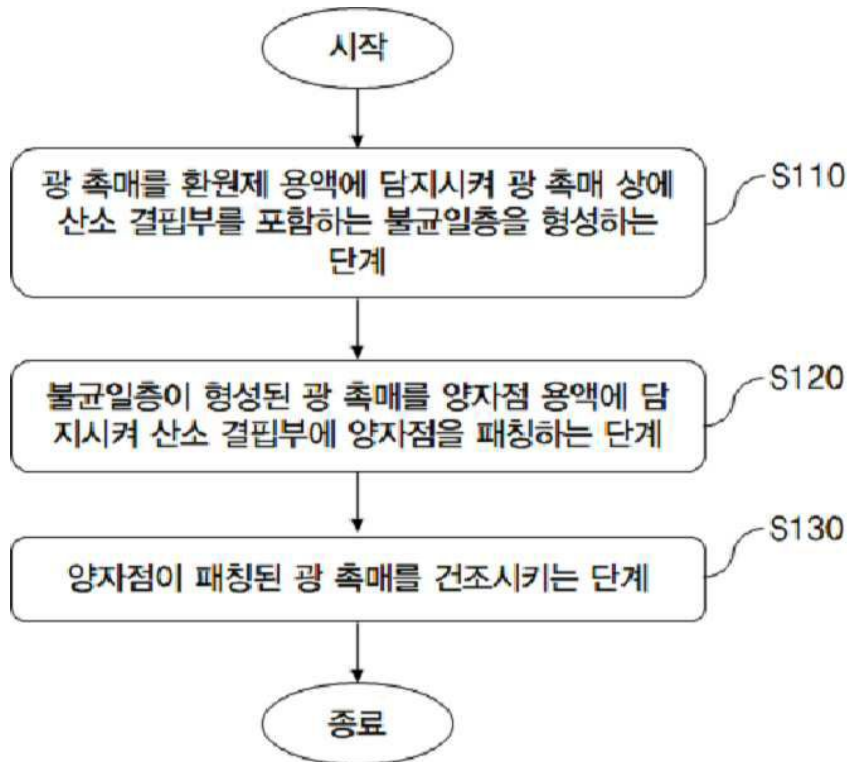 시작
광 촉매를 환원제 용액에 담지시켜 광 촉매 상에
산소 결핍부를 포함하는 불균일층을 형성하는
단계
S110
불균일층이 형성된 광 촉매를 양자점 용액에 담
지시켜 산소 결핍부에 양자점을 패칭하는 단계
S120
양자점이 패칭된 광 촉매를 건조시키는 단계
S130
종료